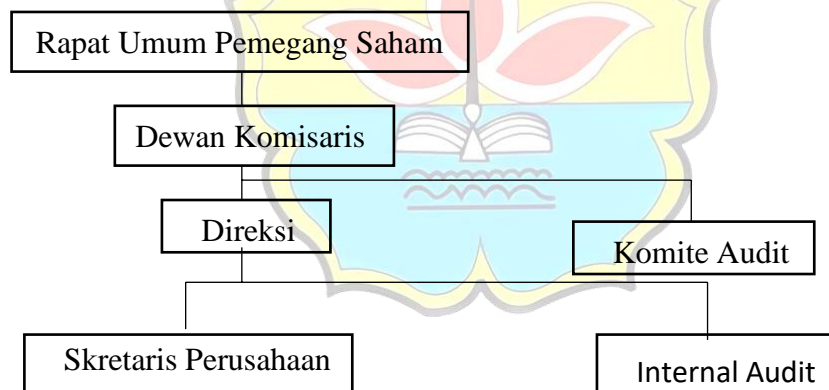 Rapat Umum Pemegang Saham
Dewan Komisaris
Direksi
Komite Audit
Skretaris Perusahaan
Internal Audit